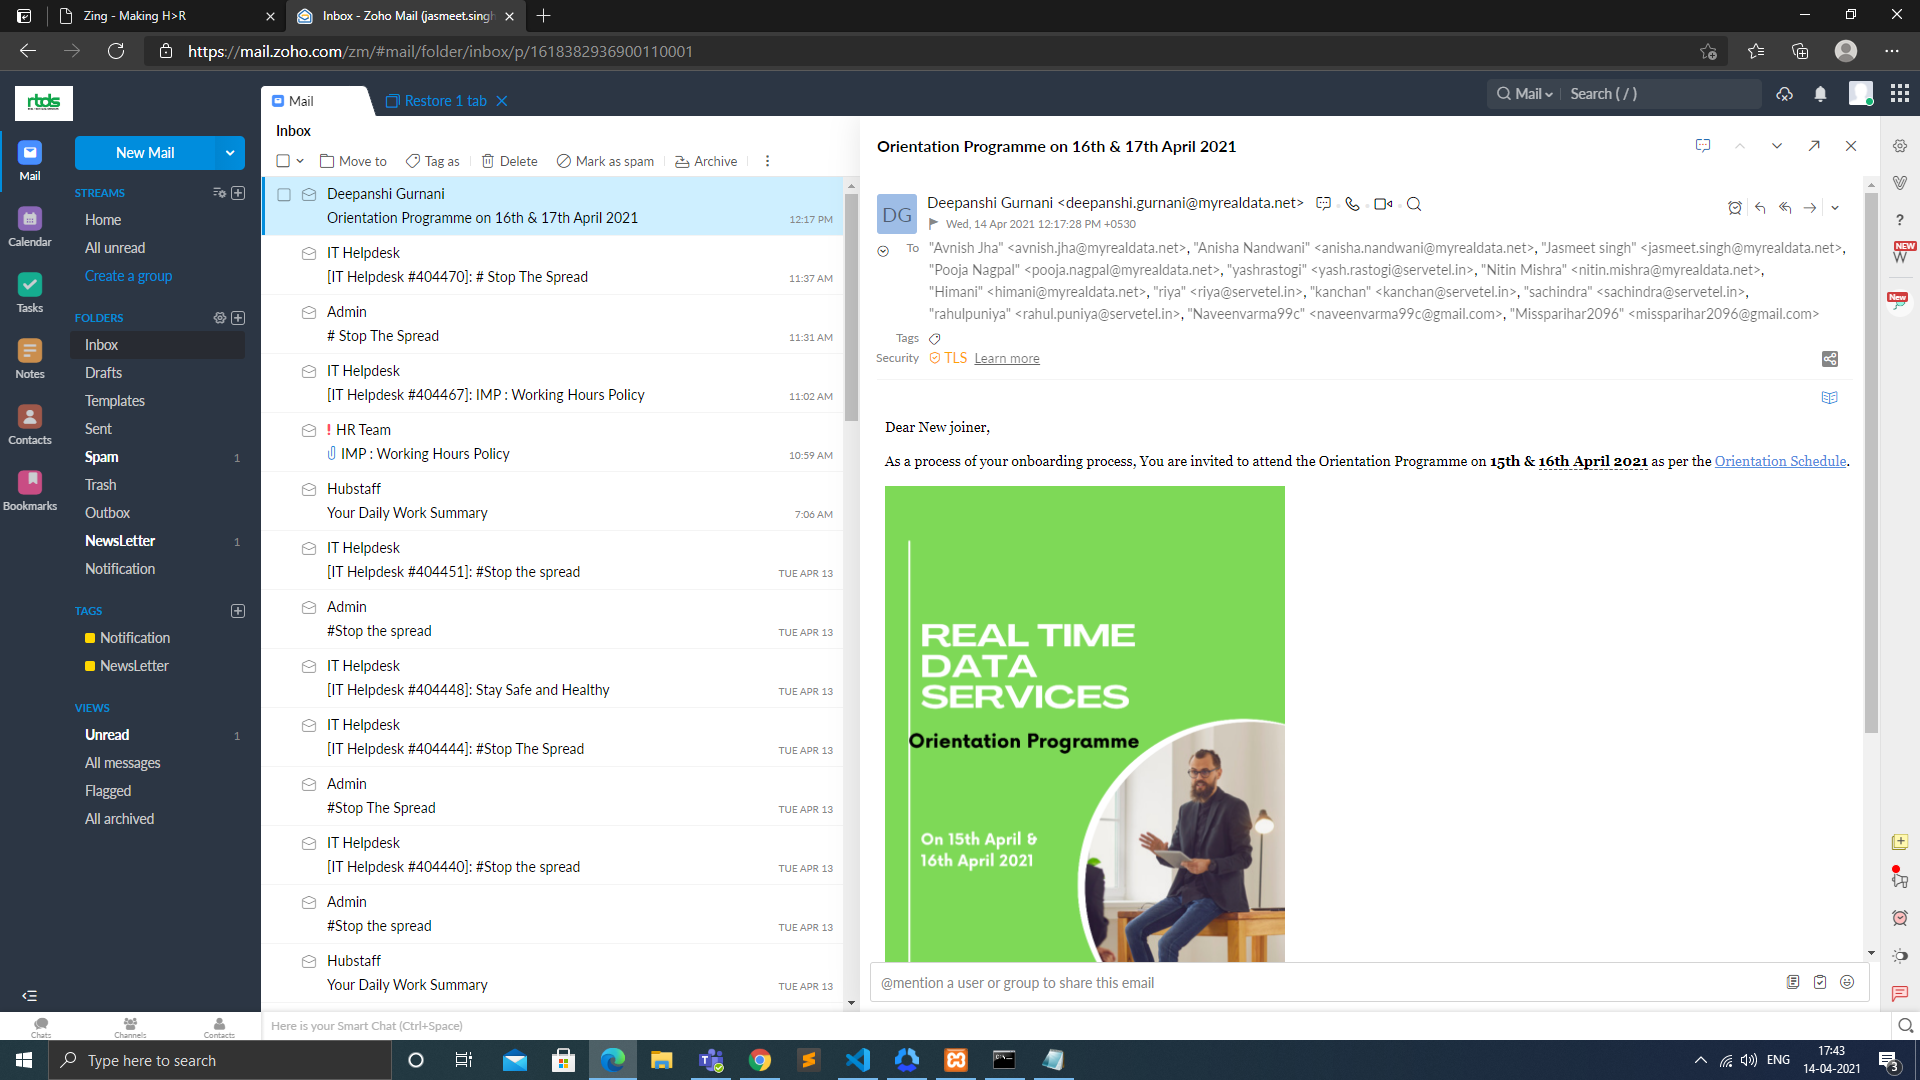 Zing - Making H>R
Inbox - Zoho Mail (jasmeet.singh
https://mail.zoho.com/zm/#mail/folder/inbox/p/1618382936900110001
rtds
Mail
Restore 1 tab
Mail
Search ( / )
Mail
Calendar
Tasks
Notes
Contacts
Bookmarks
New Mail
STREAMS
Home
All unread
Create a group
FOLDERS
Inbox
Drafts
Templates
Sent
Spam 1
Trash
Outbox
NewsLetter 1
Notification
TAGS
Notification
NewsLetter
VIEWS
Unread 1
All messages
Flagged
All archived
Inbox
Move to
Tag as
Delete
Mark as spam
Archive
Deepanshi Gurnani
Orientation Programme on 16th & 17th April 2021 12:17 PM
IT Helpdesk
[IT Helpdesk #404470]: # Stop The Spread 11:37 AM
Admin
# Stop The Spread 11:31 AM
IT Helpdesk
[IT Helpdesk #404467]: IMP : Working Hours Policy 11:02 AM
! HR Team
IMP : Working Hours Policy 10:59 AM
Hubstaff
Your Daily Work Summary 7:06 AM
IT Helpdesk
[IT Helpdesk #404451]: #Stop the spread TUE APR 13
Admin
#Stop the spread TUE APR 13
IT Helpdesk
[IT Helpdesk #404448]: Stay Safe and Healthy TUE APR 13
IT Helpdesk
[IT Helpdesk #404444]: #Stop The Spread TUE APR 13
Admin
#Stop The Spread TUE APR 13
IT Helpdesk
[IT Helpdesk #404440]: #Stop the spread TUE APR 13
Admin
#Stop the spread TUE APR 13
Hubstaff
Your Daily Work Summary TUE APR 13
Orientation Programme on 16th & 17th April 2021
DG
Deepanshi Gurnani <deepanshi.gurnani@myrealdata.net>
Wed, 14 Apr 2021 12:17:28 PM +0530
To "Avnish Jha" <avnish.jha@myrealdata.net>, "Anisha Nandwani" <anisha.nandwani@myrealdata.net>, "Jasmeet singh" <jasmeet.singh@myrealdata.net>,
"Pooja Nagpal" <pooja.nagpal@myrealdata.net>, "yashrastogi" <yash.rastogi@servetel.in>, "Nitin Mishra" <nitin.mishra@myrealdata.net>,
"Himani" <himani@myrealdata.net>, "riya" <riya@servetel.in>, "kanchan" <kanchan@servetel.in>, "sachindra" <sachindra@servetel.in>,
"rahulpuniya" <rahul.puniya@servetel.in>, "Naveenvarma99c" <naveenvarma99c@gmail.com>, "Missparihar2096" <missparihar2096@gmail.com>
Tags
Security TLS Learn more
Dear New joiner,
As a process of your onboarding process, You are invited to attend the Orientation Programme on 15th & 16th April 2021 as per the Orientation Schedule.
REAL TIME
DATA
SERVICES
Orientation Programme
On 15th April &
16th April 2021
@mention a user or group to share this email
NEW
New
Chats
Channels
Contacts
Here is your Smart Chat (Ctrl+Space)
Type here to search
ENG
17:43
14-04-2021
3